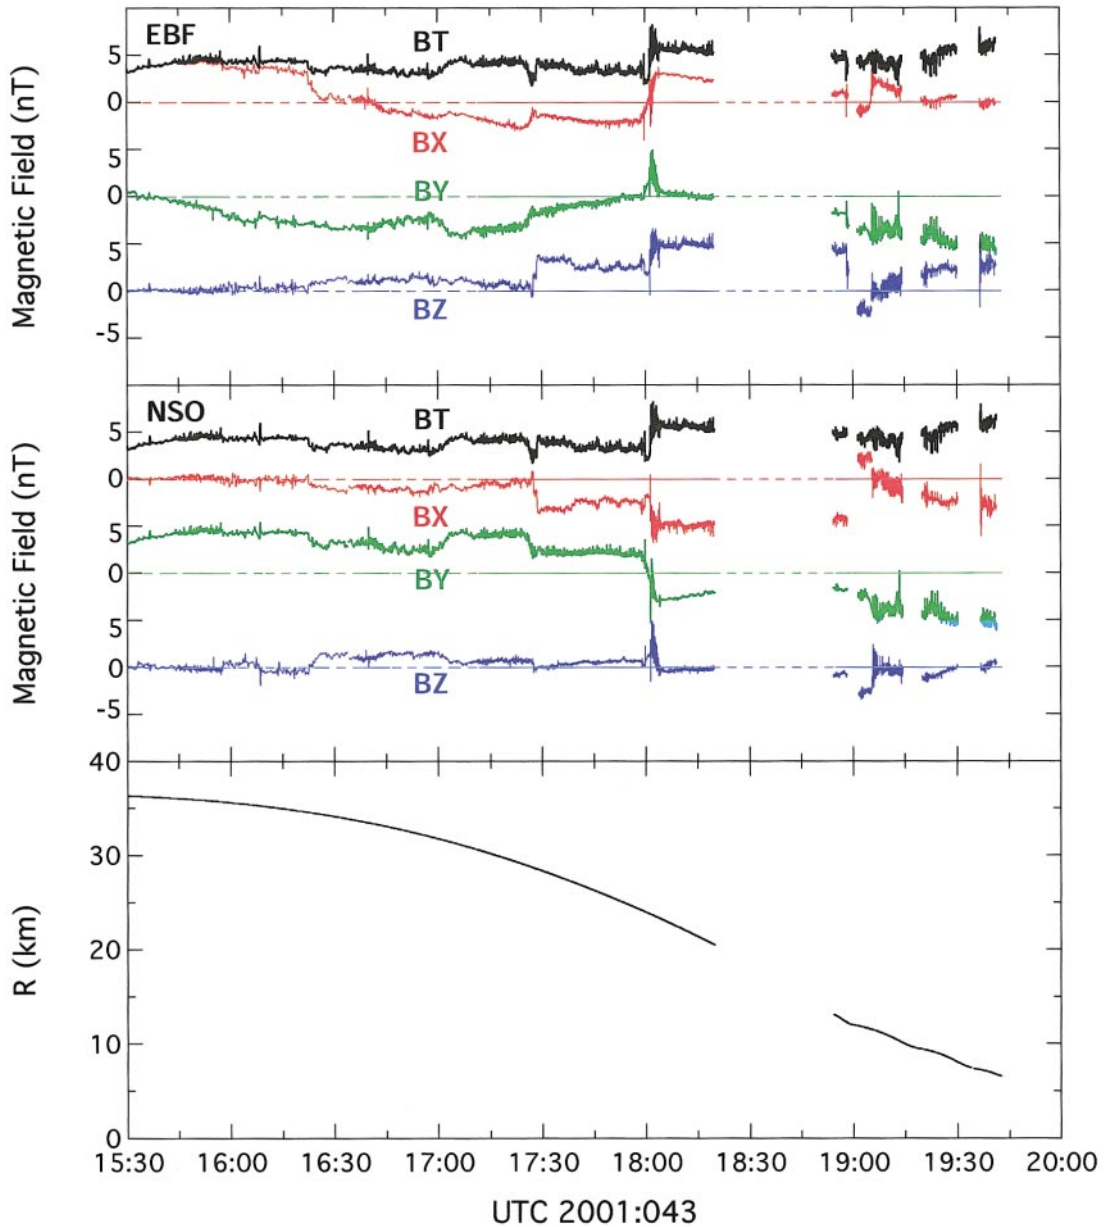 EBF
BT
5
0
BX
5
BY
0
5
0
BZ
-5
Magnetic Field (nT)
NSO
BT
5
0
BX
5
BY
0
5
0
BZ
-5
Magnetic Field (nT)
40
30
20
10
0
R (km)
15:30 16:00 16:30 17:00 17:30 18:00 18:30 19:00 19:30 20:00
UTC 2001:043